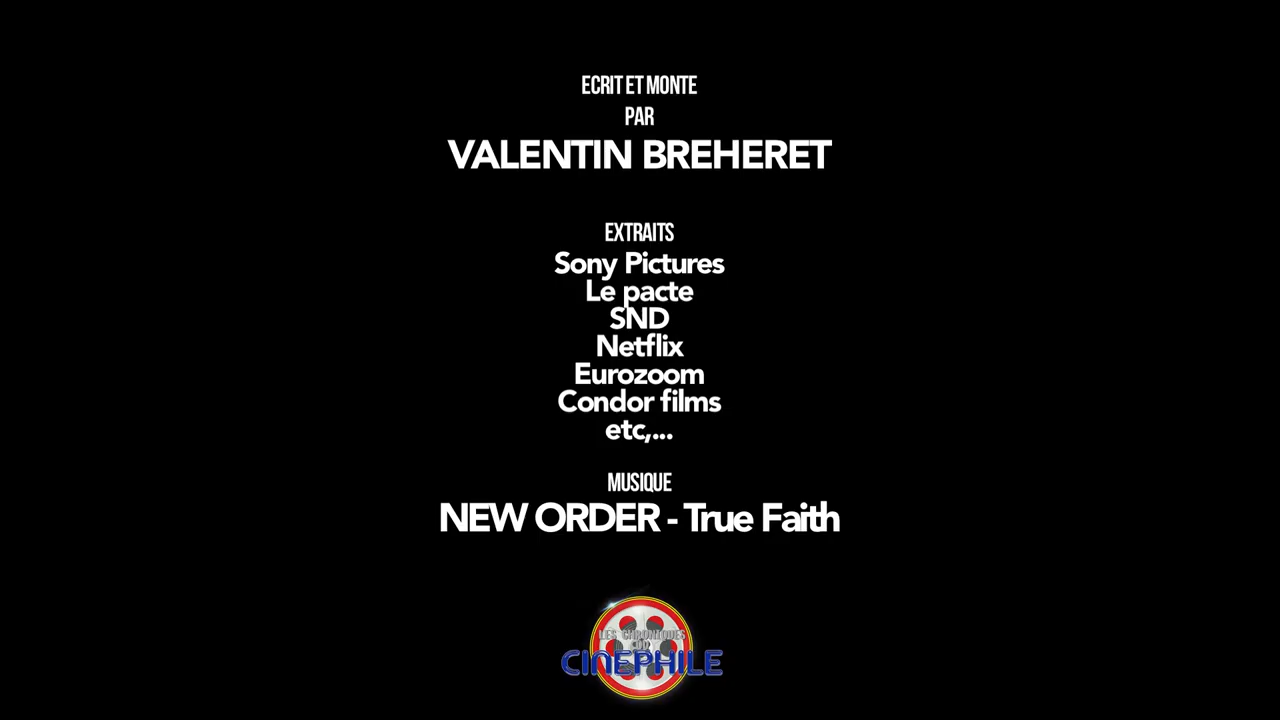 ECRIT ET MONTE
PAR
VALENTIN BREHERET
EXTRAITS
Sony Pictures
Le pacte
SND
Netflix
Eurozoom
Condor films
etc,...
MUSIQUE
NEW ORDER - True Faith
LES CHRONIQUES
DU
CINEPHILE